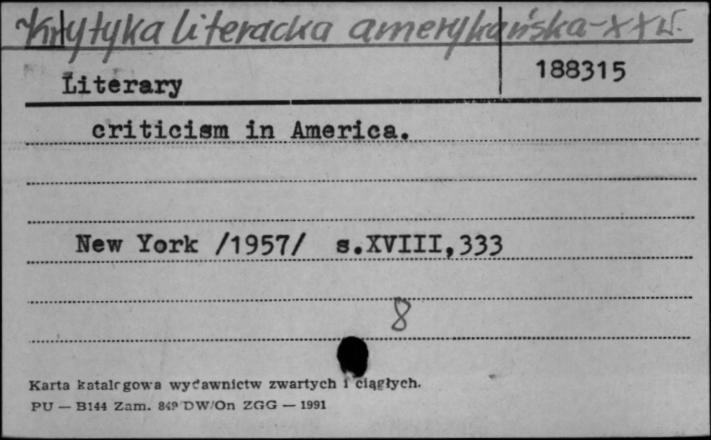 Krytyka literacka amerykańska - XX w.
188315
Literary
criticism in America.
New York /1957/ s.XVIII,333
8
Karta katalogowa wydawnictw zwartych i ciągłych.
PU — B144 Zam. 849 DW/On ZGG — 1991